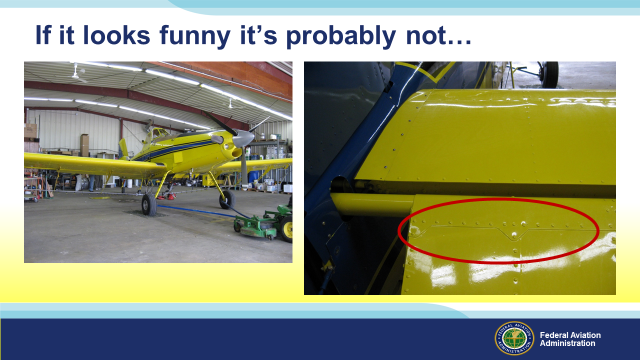 If it looks funny it’s probably not…
Federal Aviation
Administration